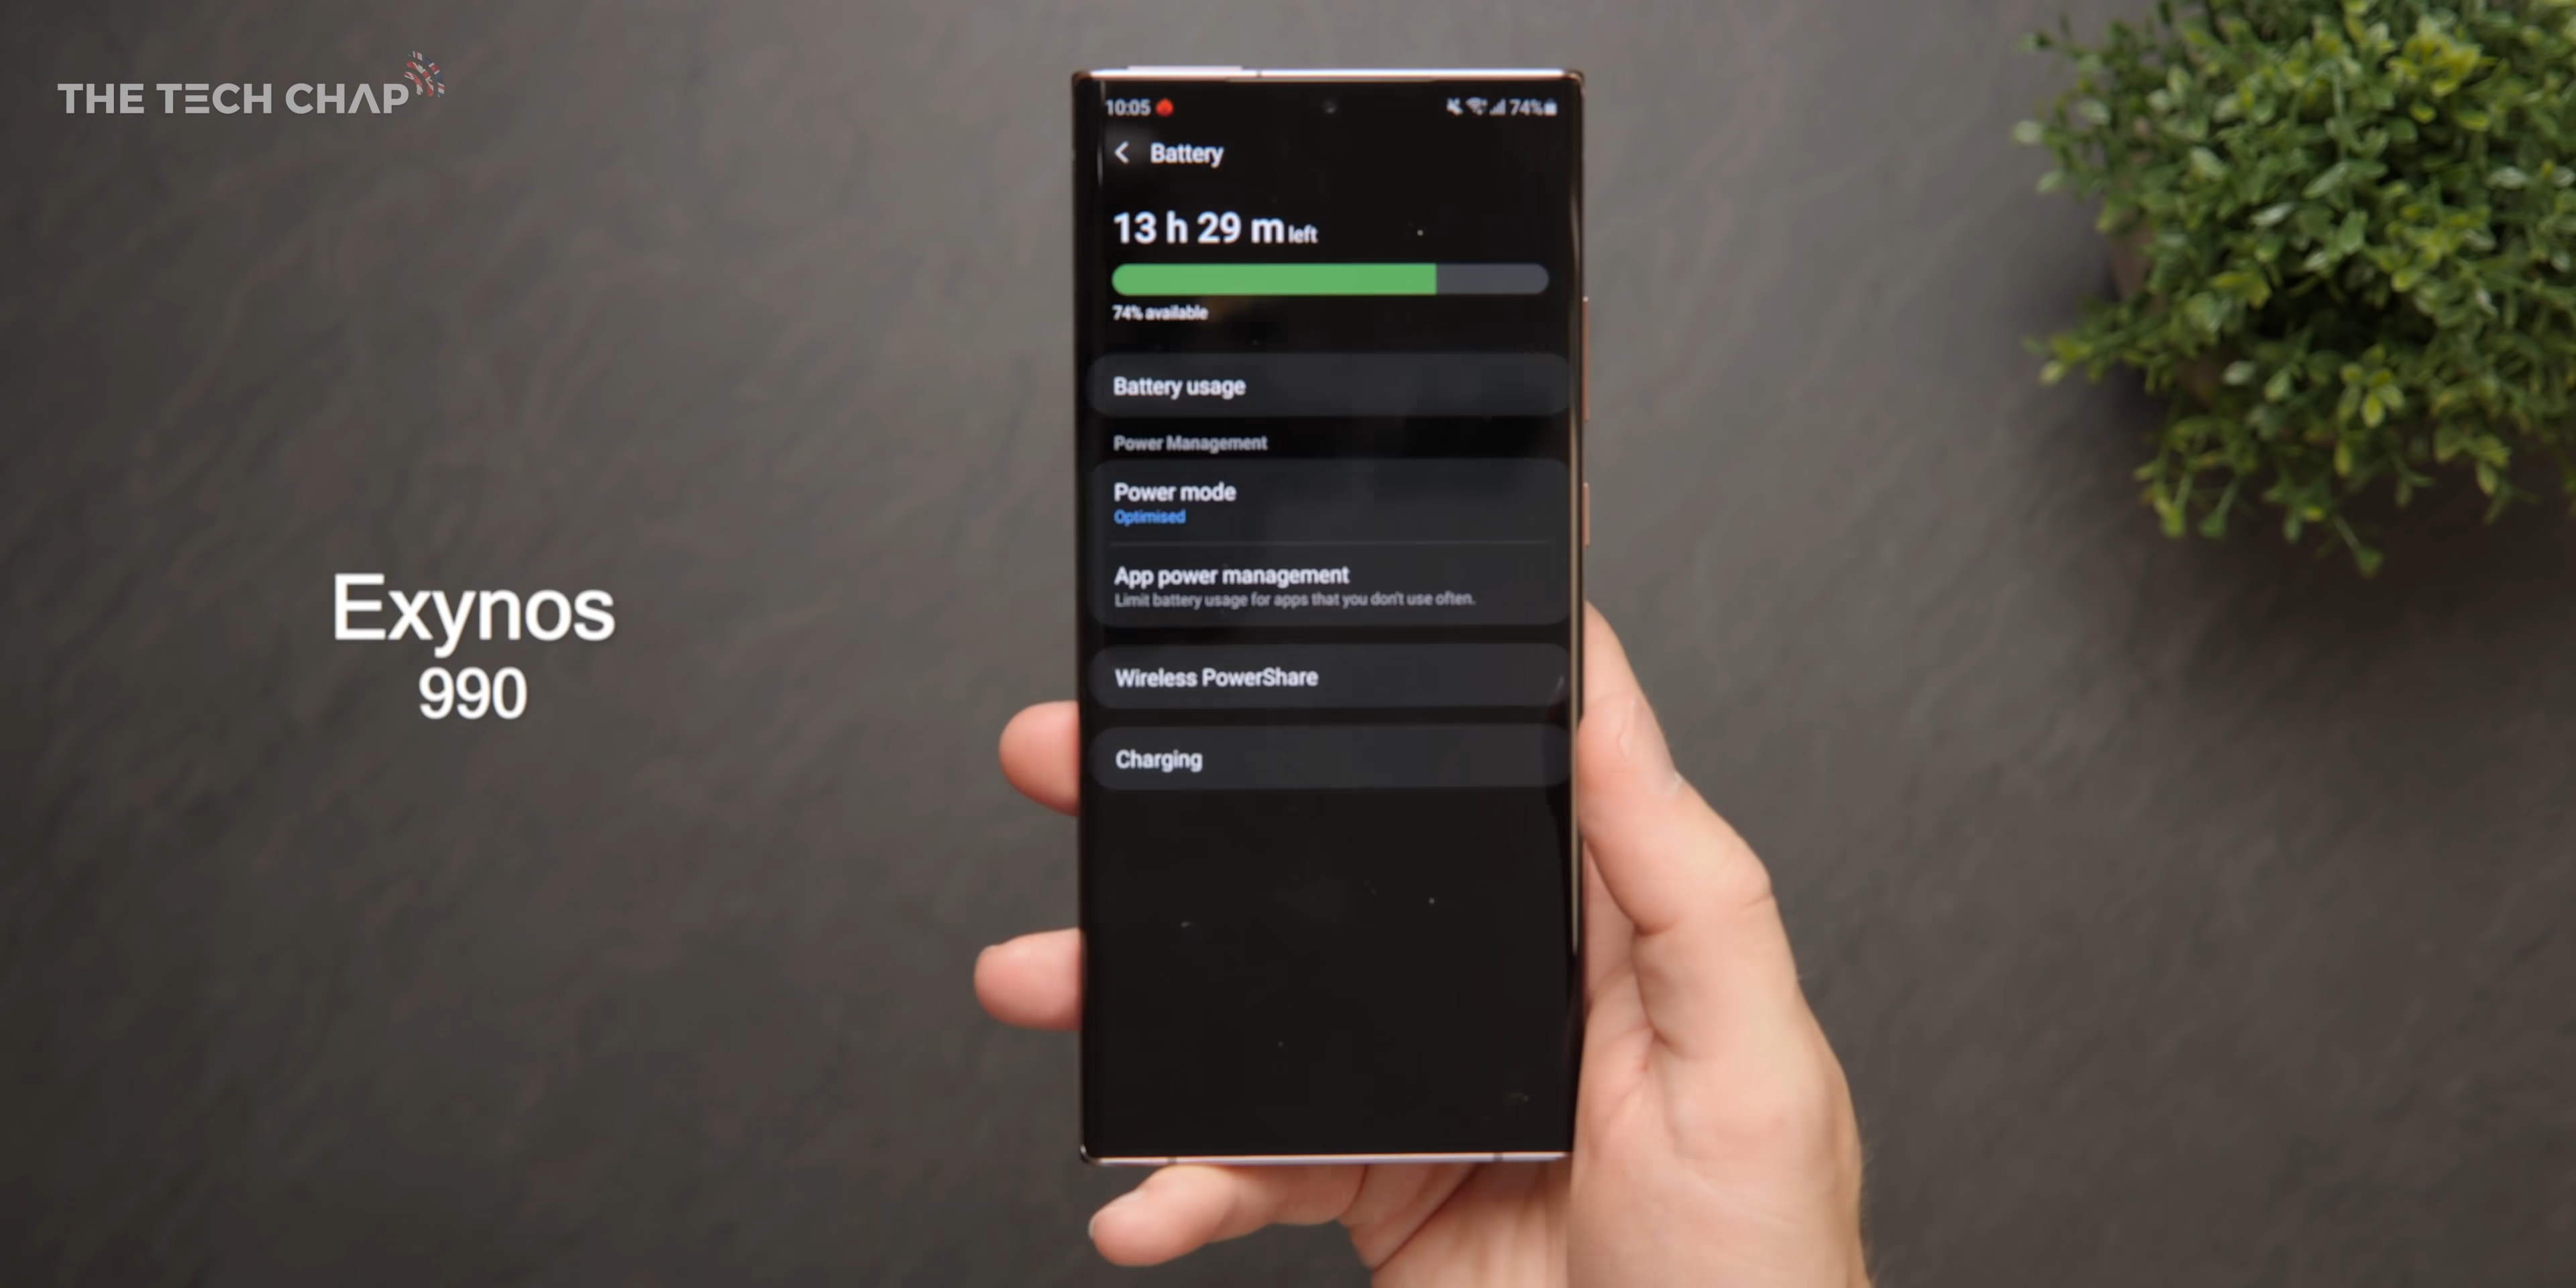 THE TECH CHAP
10:05 74%
Battery
13 h 29 m left
74% available
Battery usage
Power Management
Power mode
Optimised
App power management
Limit battery usage for apps that you don't use often.
Wireless PowerShare
Charging
Exynos
990